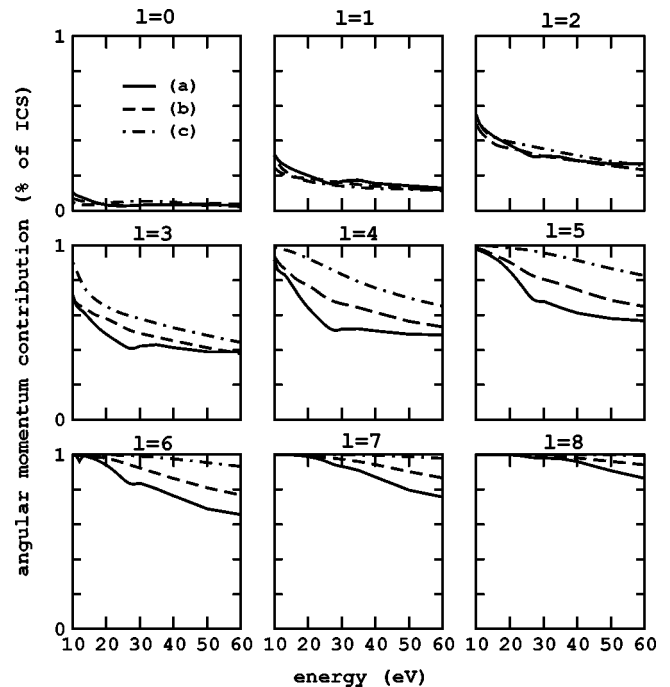 l=0 l=1 l=2
1
(a)
(b)
(c)
0
l=3 l=4 l=5
1
0
l=6 l=7 l=8
1
0
10 20 30 40 50 60 10 20 30 40 50 60 10 20 30 40 50 60
energy (eV)
angular momentum contribution (% of ICS)